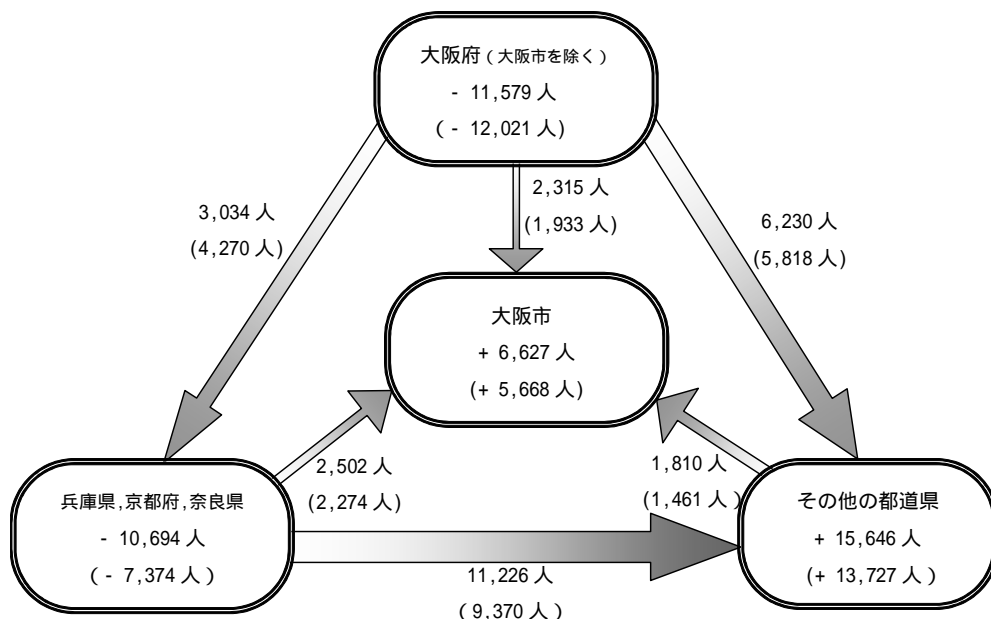 大阪府(大阪市を除く)
- 11,579 人
(- 12,021 人)
2,315 人
(1,933 人)
3,034 人
(4,270 人)
6,230 人
(5,818 人)
大阪市
+ 6,627 人
(+ 5,668 人)
2,502 人
(2,274 人)
1,810 人
(1,461 人)
兵庫県,京都府,奈良県
- 10,694 人
(- 7,374 人)
その他の都道県
+ 15,646 人
(+ 13,727 人)
11,226 人
(9,370 人)